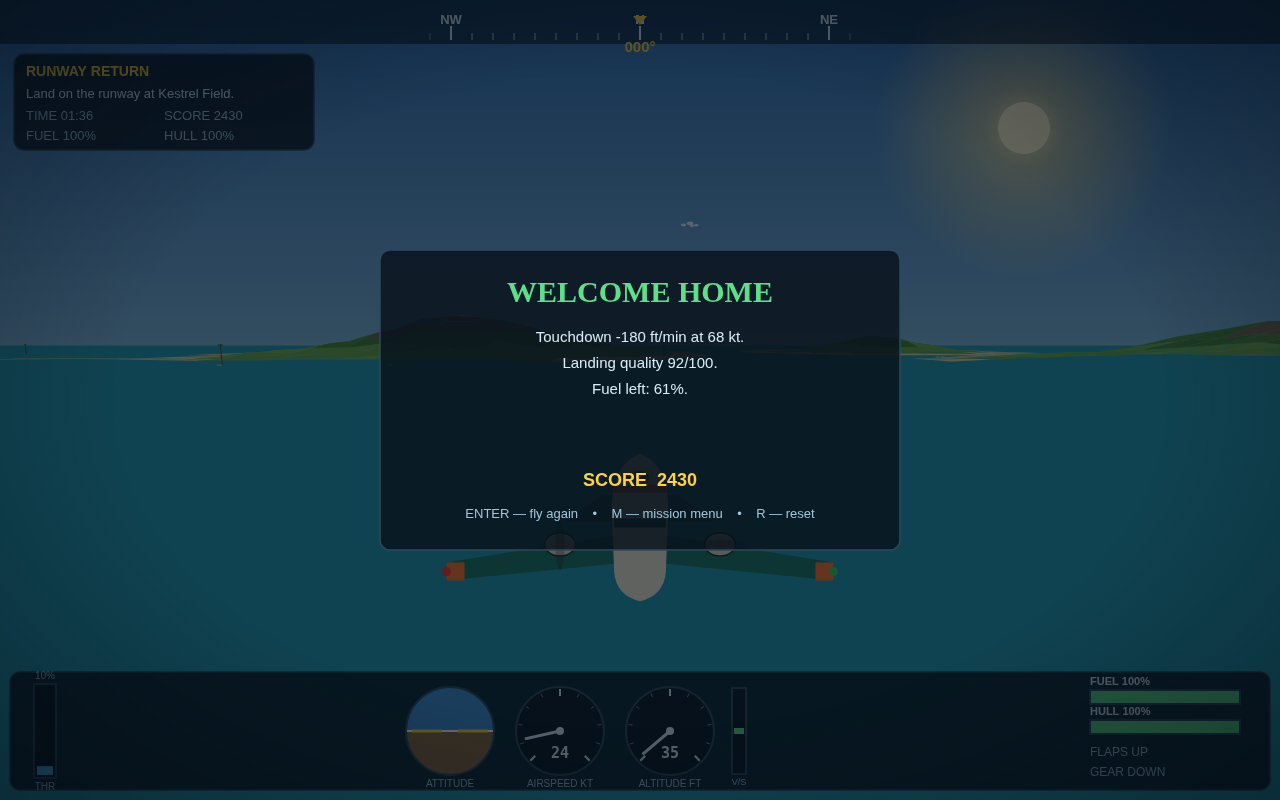 NW N NE
000°
RUNWAY RETURN
Land on the runway at Kestrel Field.
TIME 01:36 SCORE 2430
FUEL 100% HULL 100%
WELCOME HOME
Touchdown -180 ft/min at 68 kt.
Landing quality 92/100.
Fuel left: 61%.
SCORE 2430
ENTER — fly again • M — mission menu • R — reset
10%
THR
24
35
ATTITUDE AIRSPEED KT ALTITUDE FT V/S
FUEL 100%
HULL 100%
FLAPS UP
GEAR DOWN